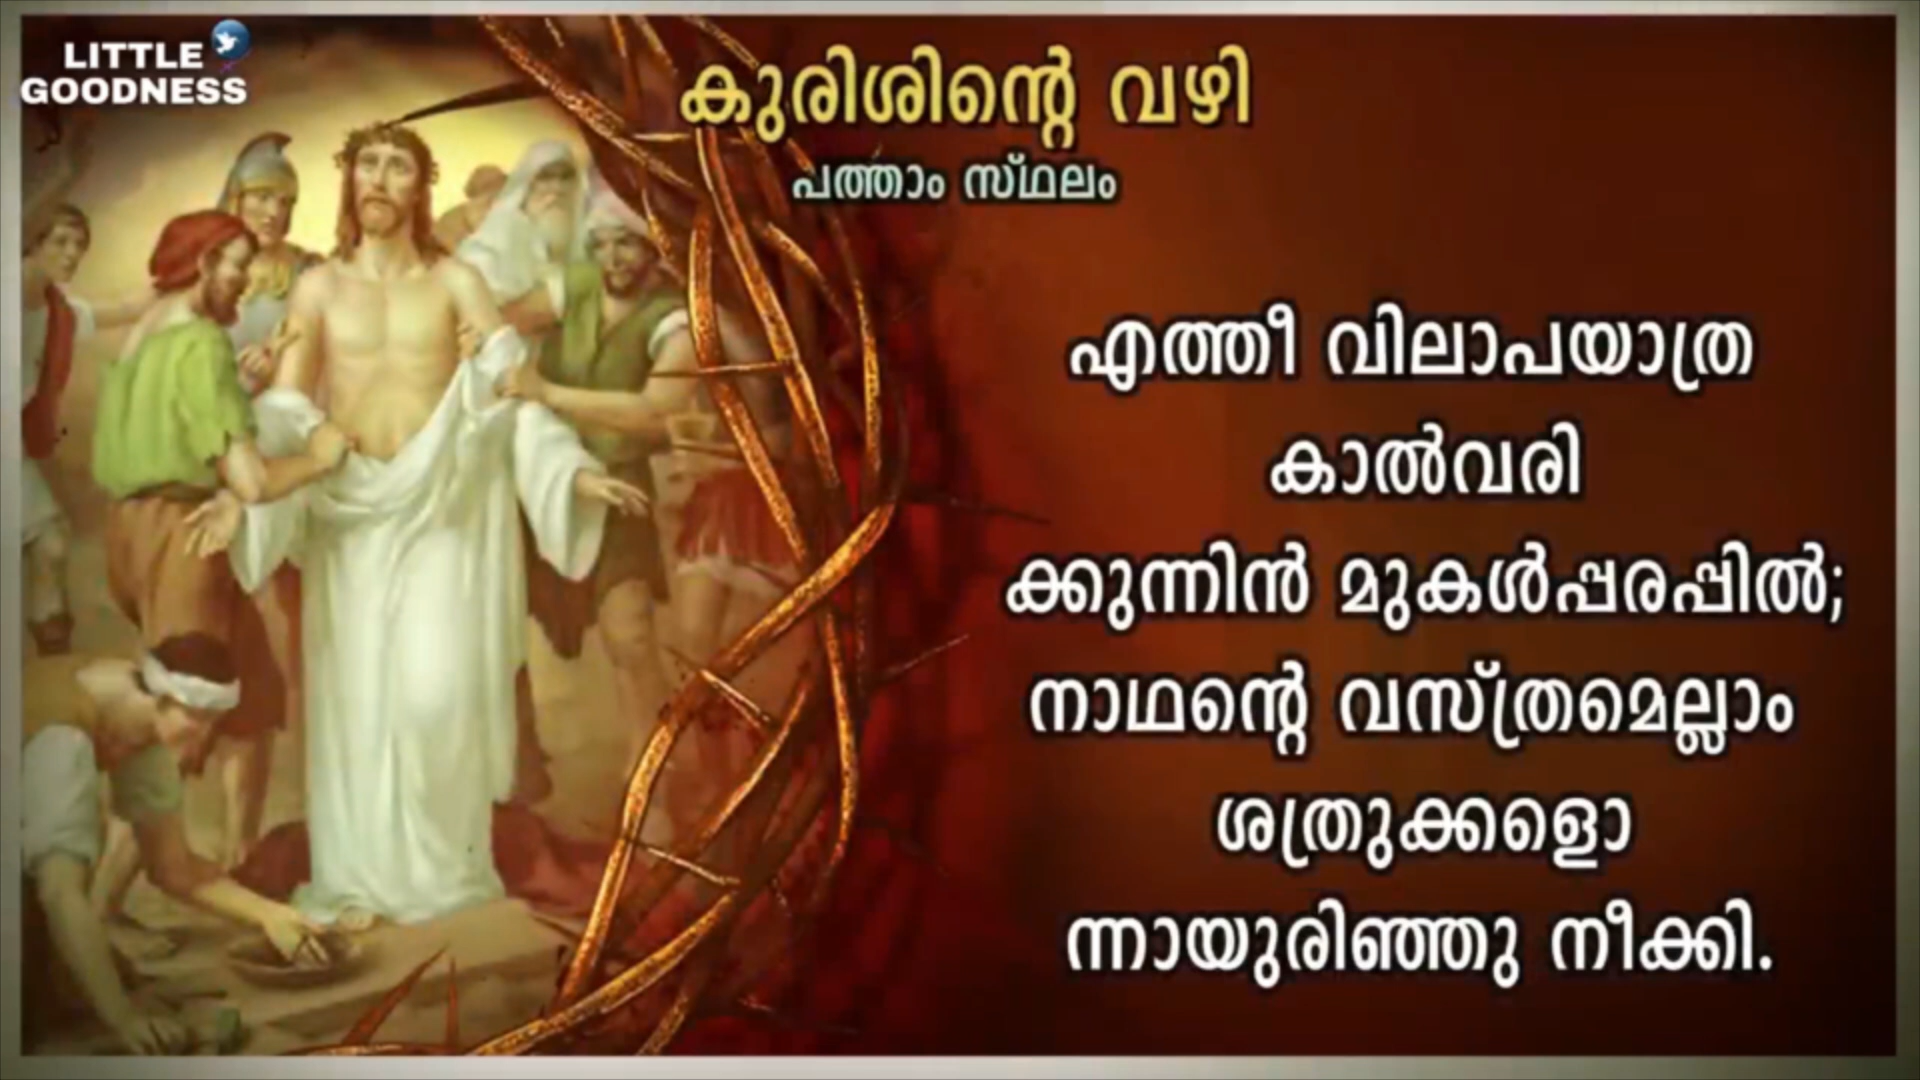 LITTLE
GOODNESS
കുരിശിന്റെ വഴി
പത്താം സ്ഥലം
എത്തീ വിലാപയാത്ര
കാൽവരി
ക്കുന്നിൻ മുകൾപ്പരപ്പിൽ;
നാഥന്റെ വസ്ത്രമെല്ലാം
ശത്രുക്കളൊ
ന്നായുരിഞ്ഞു നീക്കി.